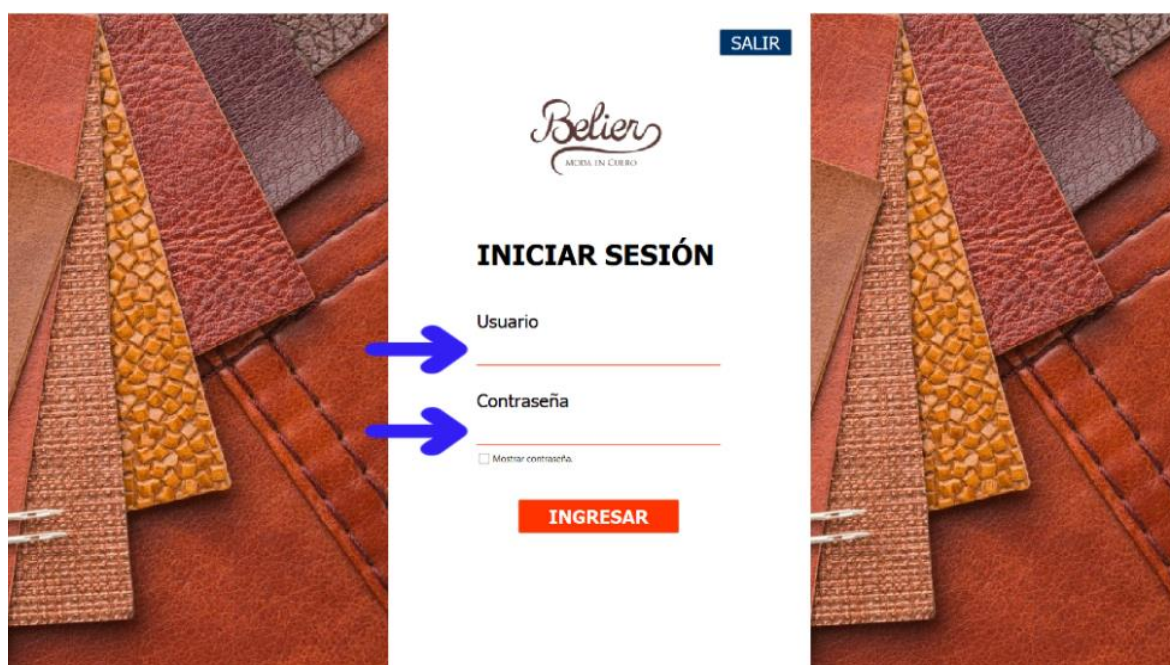 SALIR
Belier
MODA EN CUERO
INICIAR SESIÓN
Usuario
Contraseña
Mostrar contraseña.
INGRESAR